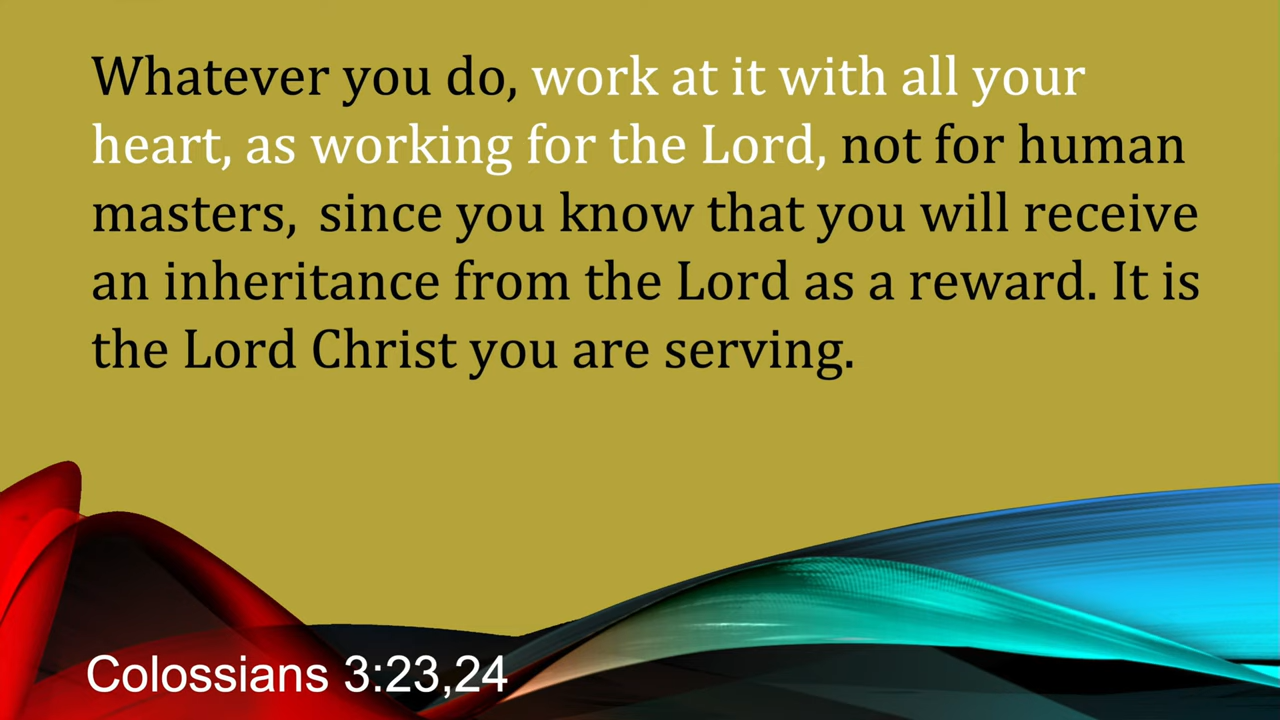 Whatever you do, work at it with all your
heart, as working for the Lord, not for human
masters,  since you know that you will receive
an inheritance from the Lord as a reward. It is
the Lord Christ you are serving.
Colossians 3:23,24